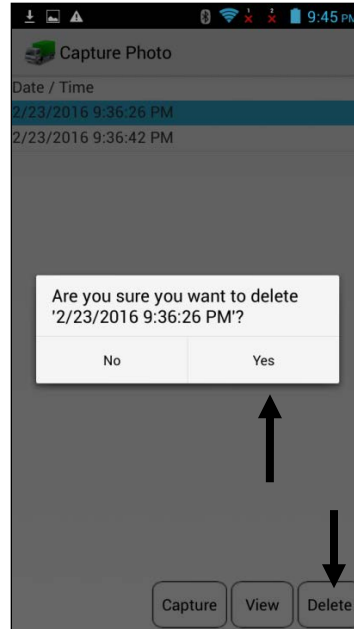 9:45 PM
Capture Photo
Date / Time
2/23/2016 9:36:26 PM
2/23/2016 9:36:42 PM
Are you sure you want to delete
'2/23/2016 9:36:26 PM'?
No Yes
Capture View Delete